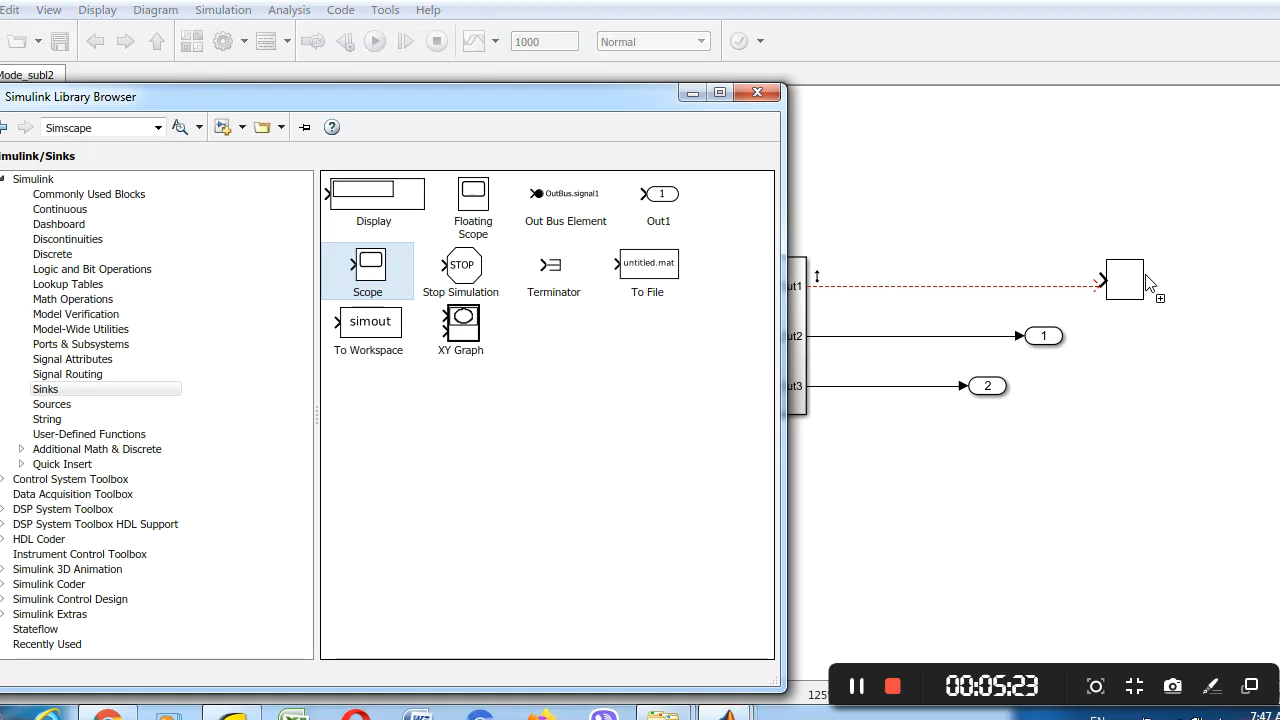 Edit View Display Diagram Simulation Analysis Code Tools Help
1000 Normal
Mode_subl2
Simulink Library Browser
Simscape
imulink/Sinks
Simulink
Commonly Used Blocks
Continuous
Dashboard
Discontinuities
Discrete
Logic and Bit Operations
Lookup Tables
Math Operations
Model Verification
Model-Wide Utilities
Ports & Subsystems
Signal Attributes
Signal Routing
Sinks
Sources
String
User-Defined Functions
Additional Math & Discrete
Quick Insert
Control System Toolbox
Data Acquisition Toolbox
DSP System Toolbox
DSP System Toolbox HDL Support
HDL Coder
Instrument Control Toolbox
Simulink 3D Animation
Simulink Coder
Simulink Control Design
Simulink Extras
Stateflow
Recently Used
OutBus.signal1
1
Display
Floating
Scope
Out Bus Element
Out1
STOP
untitled.mat
Scope
Stop Simulation
Terminator
To File
simout
To Workspace
XY Graph
ut1
ut2
1
ut3
2
125%
00:05:23
EN
7:47